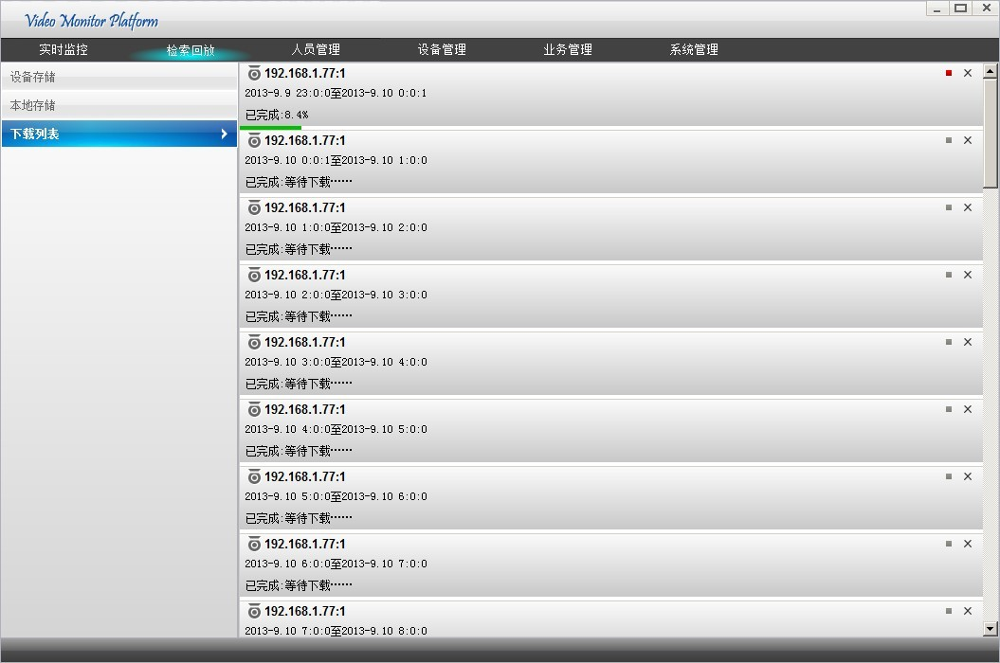 Video Monitor Platform
实时监控 检索回放 人员管理 设备管理 业务管理 系统管理
设备存储
本地存储
下载列表
192.168.1.77:1
2013-9.9 23:0:0至2013-9.10 0:0:1
已完成:8.4%
192.168.1.77:1
2013-9.10 0:0:1至2013-9.10 1:0:0
已完成:等待下载……
192.168.1.77:1
2013-9.10 1:0:0至2013-9.10 2:0:0
已完成:等待下载……
192.168.1.77:1
2013-9.10 2:0:0至2013-9.10 3:0:0
已完成:等待下载……
192.168.1.77:1
2013-9.10 3:0:0至2013-9.10 4:0:0
已完成:等待下载……
192.168.1.77:1
2013-9.10 4:0:0至2013-9.10 5:0:0
已完成:等待下载……
192.168.1.77:1
2013-9.10 5:0:0至2013-9.10 6:0:0
已完成:等待下载……
192.168.1.77:1
2013-9.10 6:0:0至2013-9.10 7:0:0
已完成:等待下载……
192.168.1.77:1
2013-9.10 7:0:0至2013-9.10 8:0:0